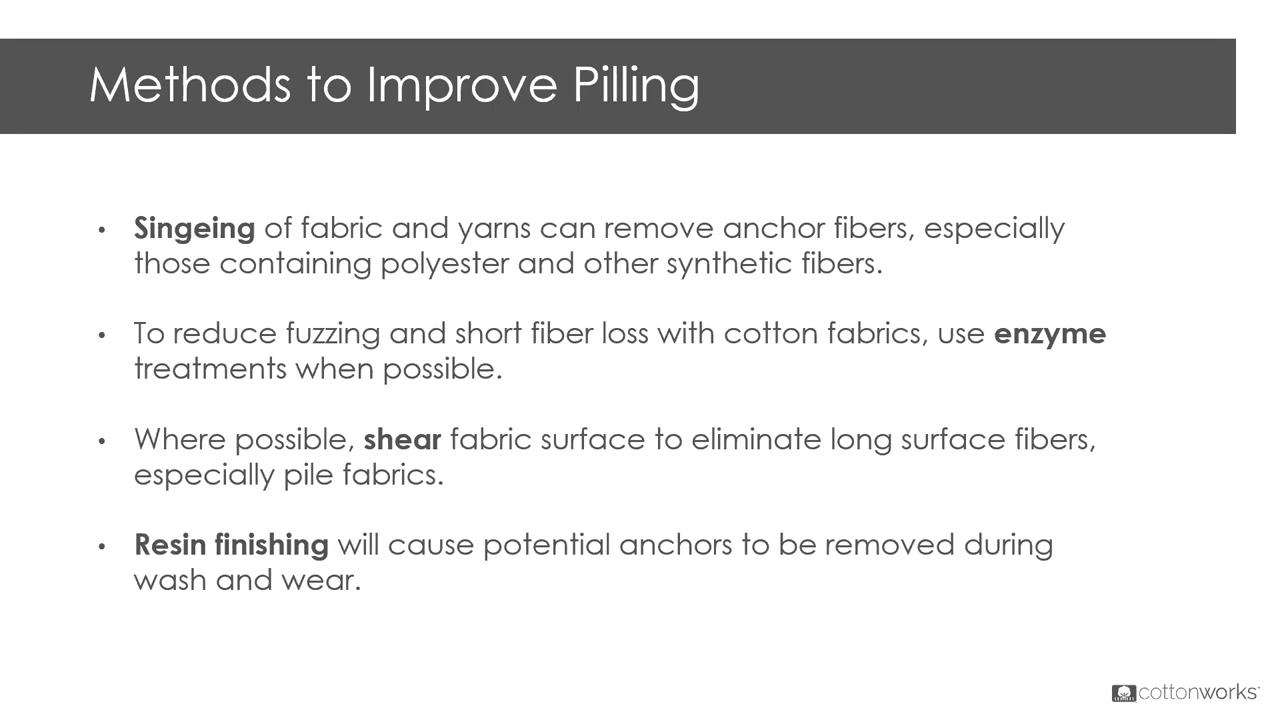 Methods to Improve Pilling
• Singeing of fabric and yarns can remove anchor fibers, especially
those containing polyester and other synthetic fibers.
• To reduce fuzzing and short fiber loss with cotton fabrics, use enzyme
treatments when possible.
• Where possible, shear fabric surface to eliminate long surface fibers,
especially pile fabrics.
• Resin finishing will cause potential anchors to be removed during
wash and wear.
cottonworks